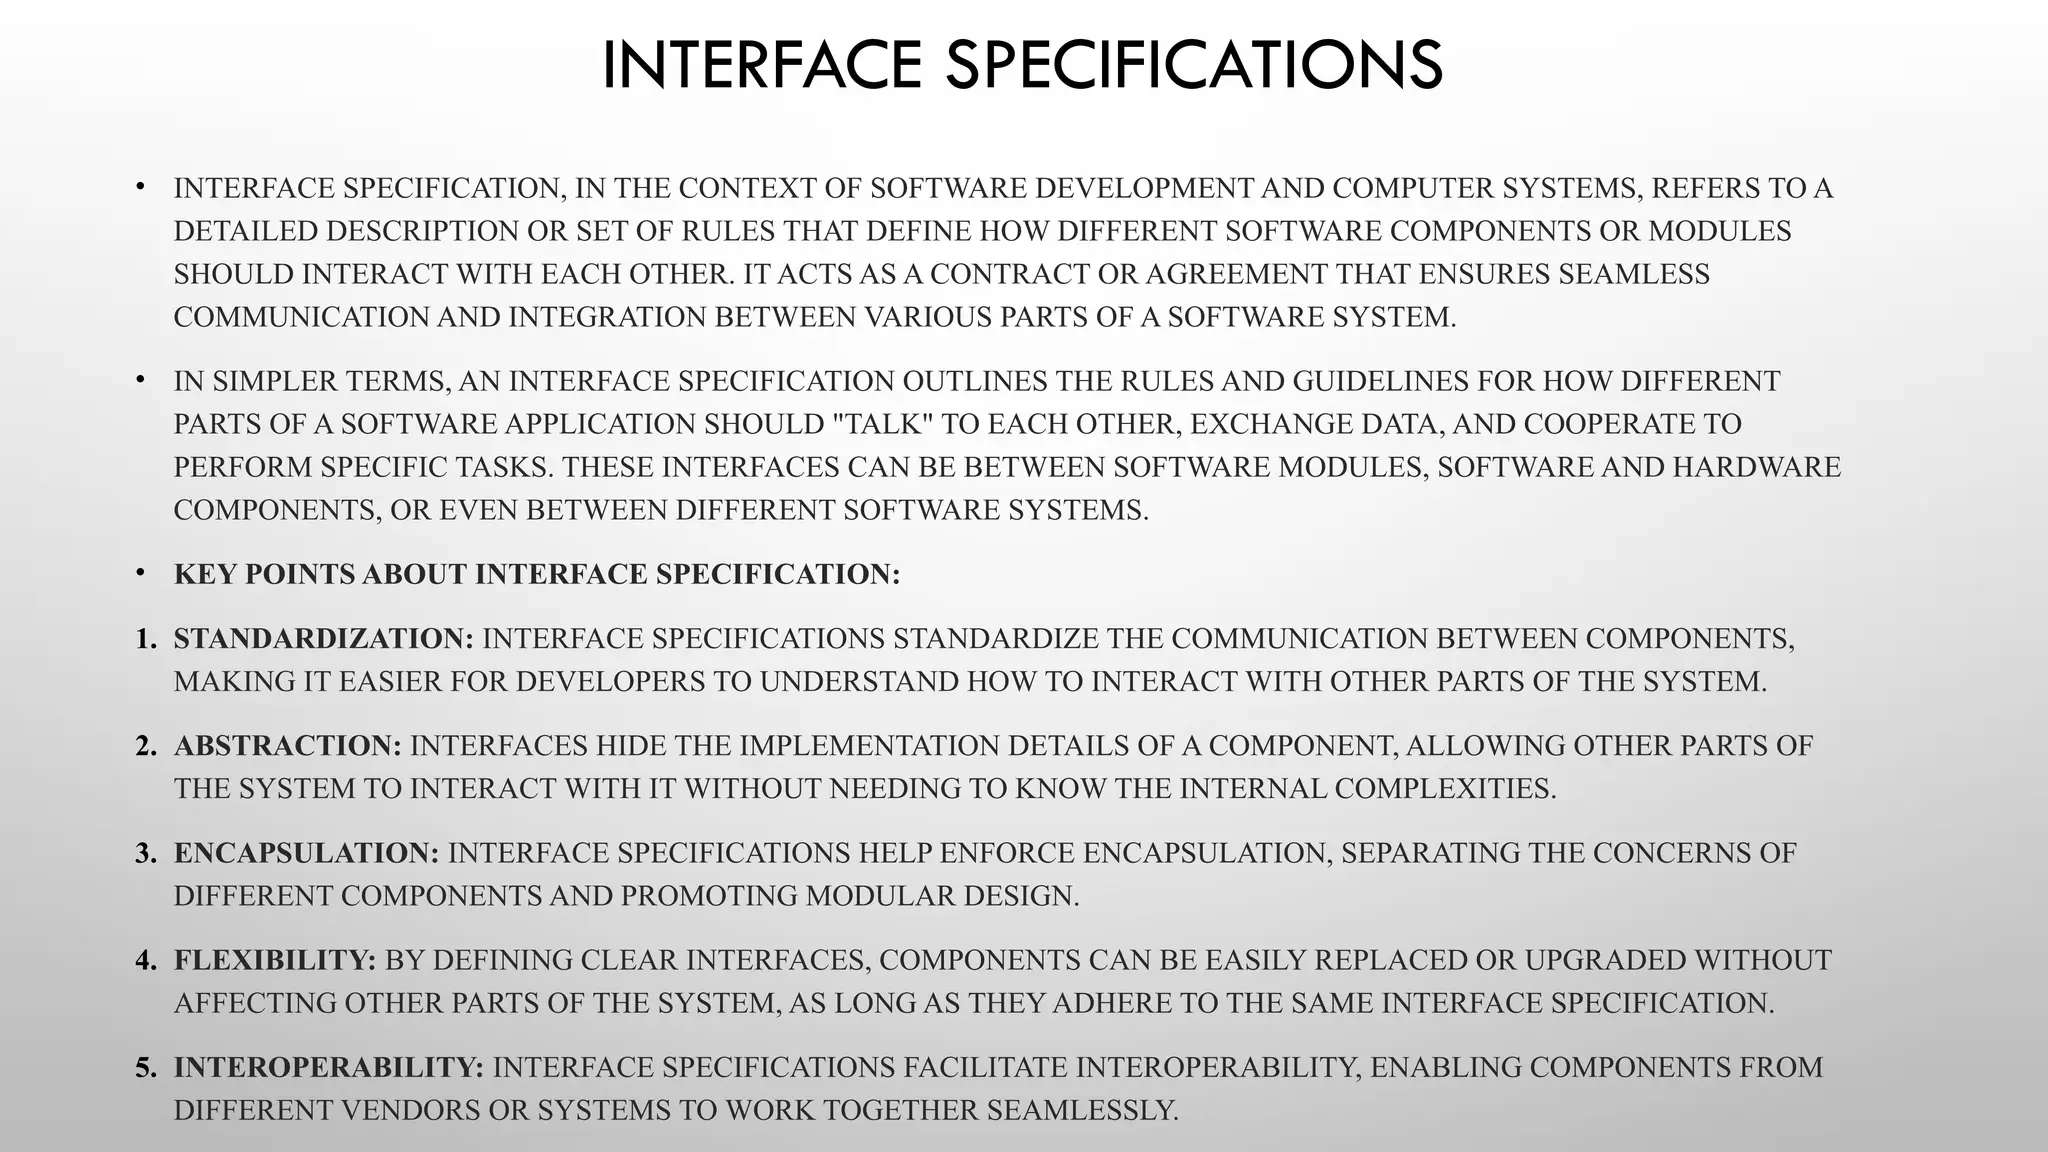 INTERFACE SPECIFICATIONS
• INTERFACE SPECIFICATION, IN THE CONTEXT OF SOFTWARE DEVELOPMENT AND COMPUTER SYSTEMS, REFERS TO A
DETAILED DESCRIPTION OR SET OF RULES THAT DEFINE HOW DIFFERENT SOFTWARE COMPONENTS OR MODULES
SHOULD INTERACT WITH EACH OTHER. IT ACTS AS A CONTRACT OR AGREEMENT THAT ENSURES SEAMLESS
COMMUNICATION AND INTEGRATION BETWEEN VARIOUS PARTS OF A SOFTWARE SYSTEM.
• IN SIMPLER TERMS, AN INTERFACE SPECIFICATION OUTLINES THE RULES AND GUIDELINES FOR HOW DIFFERENT
PARTS OF A SOFTWARE APPLICATION SHOULD "TALK" TO EACH OTHER, EXCHANGE DATA, AND COOPERATE TO
PERFORM SPECIFIC TASKS. THESE INTERFACES CAN BE BETWEEN SOFTWARE MODULES, SOFTWARE AND HARDWARE
COMPONENTS, OR EVEN BETWEEN DIFFERENT SOFTWARE SYSTEMS.
• KEY POINTS ABOUT INTERFACE SPECIFICATION:
1. STANDARDIZATION: INTERFACE SPECIFICATIONS STANDARDIZE THE COMMUNICATION BETWEEN COMPONENTS,
MAKING IT EASIER FOR DEVELOPERS TO UNDERSTAND HOW TO INTERACT WITH OTHER PARTS OF THE SYSTEM.
2. ABSTRACTION: INTERFACES HIDE THE IMPLEMENTATION DETAILS OF A COMPONENT, ALLOWING OTHER PARTS OF
THE SYSTEM TO INTERACT WITH IT WITHOUT NEEDING TO KNOW THE INTERNAL COMPLEXITIES.
3. ENCAPSULATION: INTERFACE SPECIFICATIONS HELP ENFORCE ENCAPSULATION, SEPARATING THE CONCERNS OF
DIFFERENT COMPONENTS AND PROMOTING MODULAR DESIGN.
4. FLEXIBILITY: BY DEFINING CLEAR INTERFACES, COMPONENTS CAN BE EASILY REPLACED OR UPGRADED WITHOUT
AFFECTING OTHER PARTS OF THE SYSTEM, AS LONG AS THEY ADHERE TO THE SAME INTERFACE SPECIFICATION.
5. INTEROPERABILITY: INTERFACE SPECIFICATIONS FACILITATE INTEROPERABILITY, ENABLING COMPONENTS FROM
DIFFERENT VENDORS OR SYSTEMS TO WORK TOGETHER SEAMLESSLY.